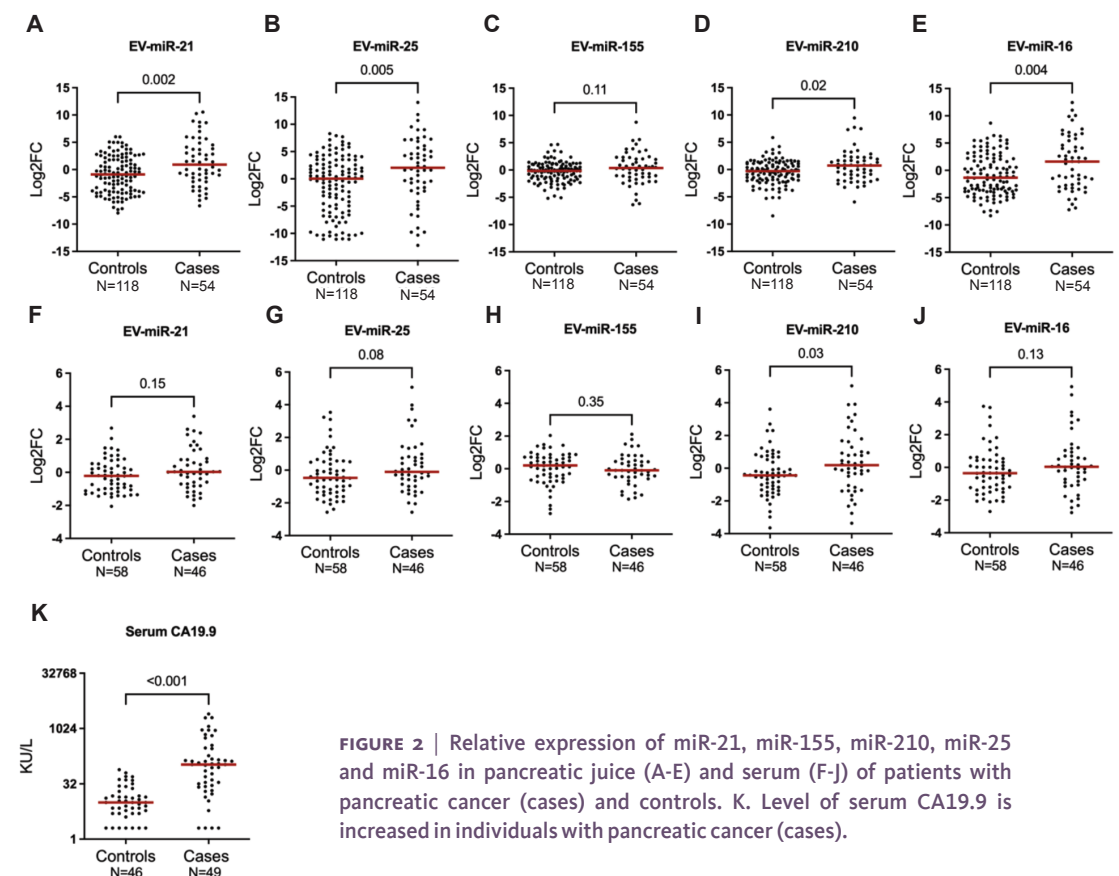 A
EV-miR-21
0.002
Log2FC
15
10
5
0
-5
-10
-15
Controls
N=118
Cases
N=54
B
EV-miR-25
0.005
Log2FC
15
10
5
0
-5
-10
-15
Controls
N=118
Cases
N=54
C
EV-miR-155
0.11
Log2FC
15
10
5
0
-5
-10
-15
Controls
N=118
Cases
N=54
D
EV-miR-210
0.02
Log2FC
15
10
5
0
-5
-10
-15
Controls
N=118
Cases
N=54
E
EV-miR-16
0.004
Log2FC
15
10
5
0
-5
-10
-15
Controls
N=118
Cases
N=54
F
EV-miR-21
0.15
Log2FC
6
4
2
0
-2
-4
Controls
N=58
Cases
N=46
G
EV-miR-25
0.08
Log2FC
6
4
2
0
-2
-4
Controls
N=58
Cases
N=46
H
EV-miR-155
0.35
Log2FC
6
4
2
0
-2
-4
Controls
N=58
Cases
N=46
I
EV-miR-210
0.03
Log2FC
6
4
2
0
-2
-4
Controls
N=58
Cases
N=46
J
EV-miR-16
0.13
Log2FC
6
4
2
0
-2
-4
Controls
N=58
Cases
N=46
K
Serum CA19.9
<0.001
KU/L
32768
1024
32
1
Controls
N=46
Cases
N=49
FIGURE 2 | Relative expression of miR-21, miR-155, miR-210, miR-25
and miR-16 in pancreatic juice (A-E) and serum (F-J) of patients with
pancreatic cancer (cases) and controls. K. Level of serum CA19.9 is
increased in individuals with pancreatic cancer (cases).